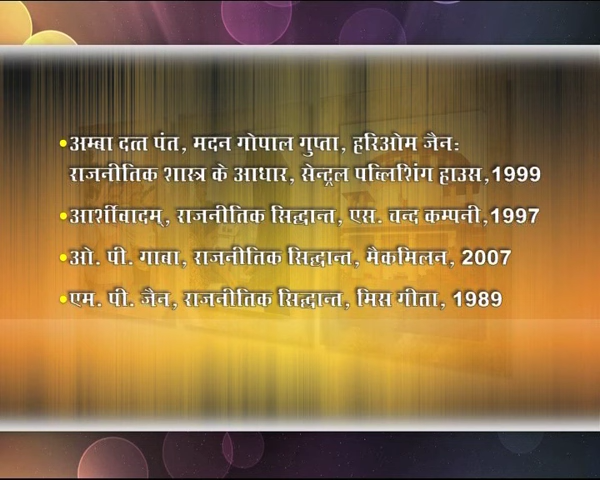 •अम्बा दत्त पंत, मदन गोपाल गुप्ता, हरिओम जैन:
राजनीतिक शास्त्र के आधार, सेन्ट्रल पब्लिशिंग हाउस,1999
•आर्शीवादम्, राजनीतिक सिद्धान्त, एस. चन्द कम्पनी,1997
•ओ. पी. गाबा, राजनीतिक सिद्धान्त, मैकमिलन, 2007
•एम. पी. जैन, राजनीतिक सिद्धान्त, मिस गीता, 1989